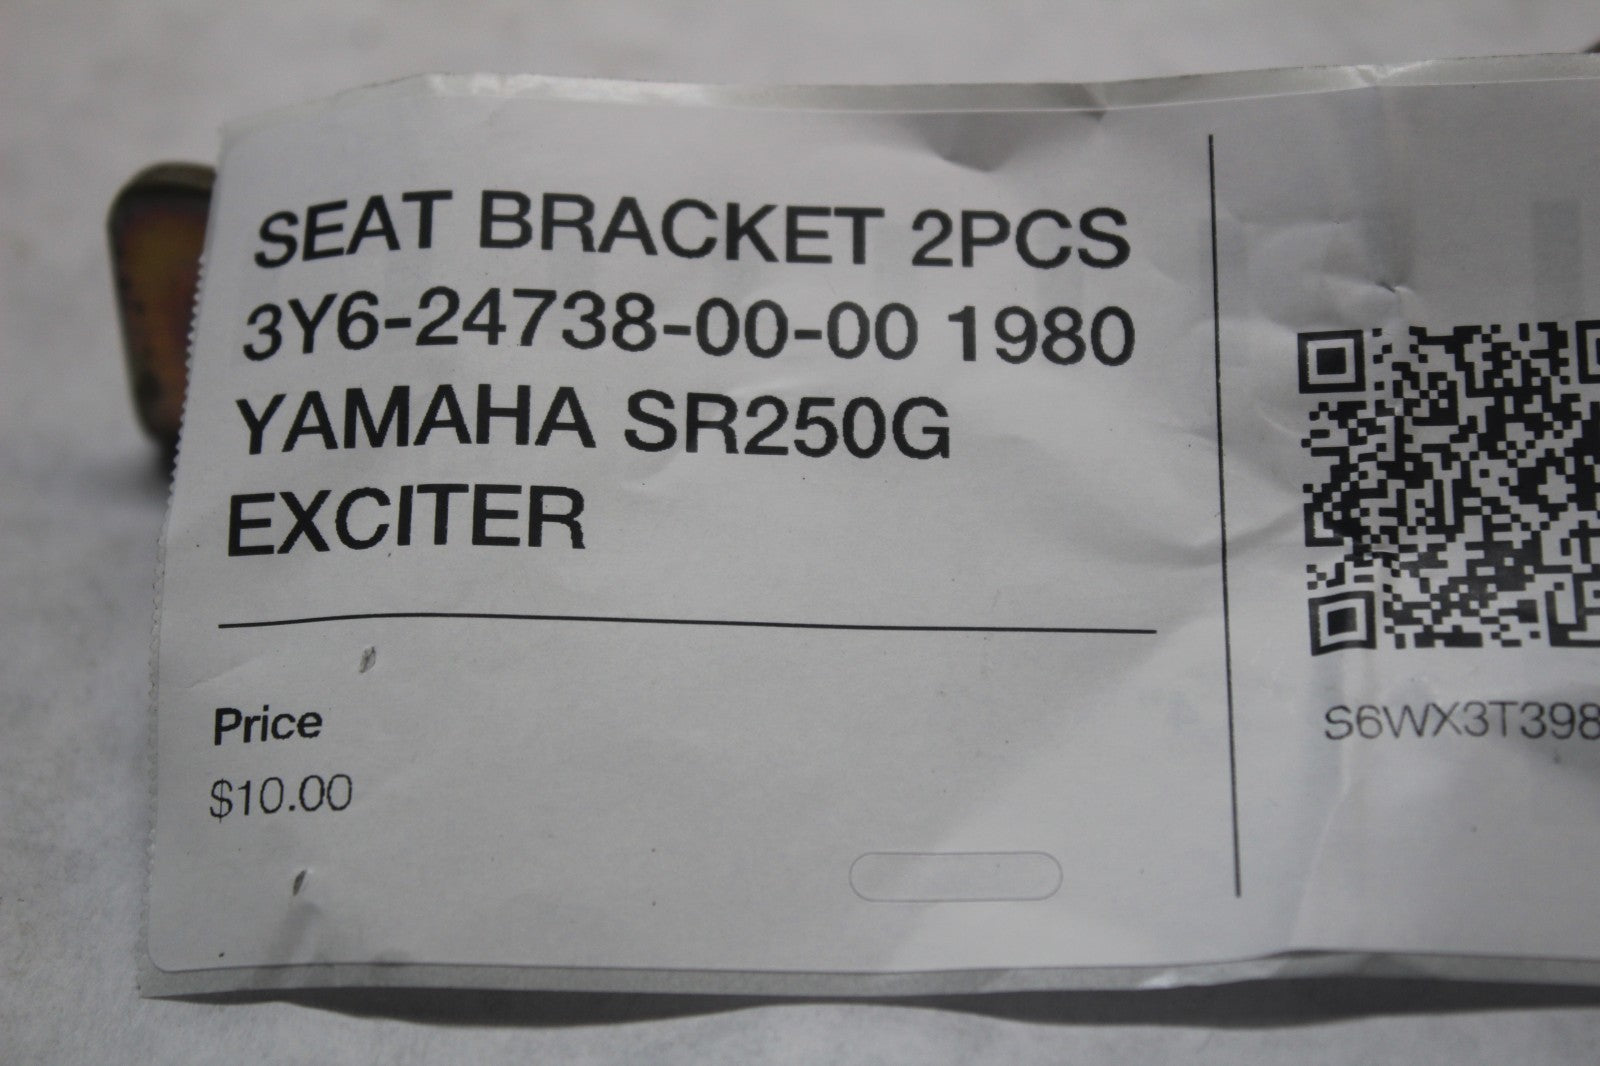 SEAT BRACKET 2PCS
3Y6-24738-00-00 1980
YAMAHA SR250G
EXCITER
Price
$10.00
S6WX3T398